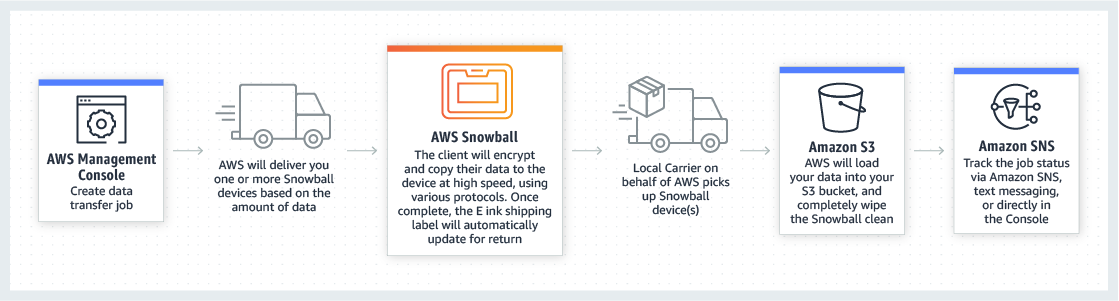 AWS Management
Console
Create data
transfer job
AWS will deliver you
one or more Snowball
devices based on the
amount of data
AWS Snowball
The client will encrypt
and copy their data to the
device at high speed, using
various protocols. Once
complete, the E ink shipping
label will automatically
update for return
Local Carrier on
behalf of AWS picks
up Snowball
device(s)
Amazon S3
AWS will load
your data into your
S3 bucket, and
completely wipe
the Snowball clean
Amazon SNS
Track the job status
via Amazon SNS,
text messaging,
or directly in
the Console